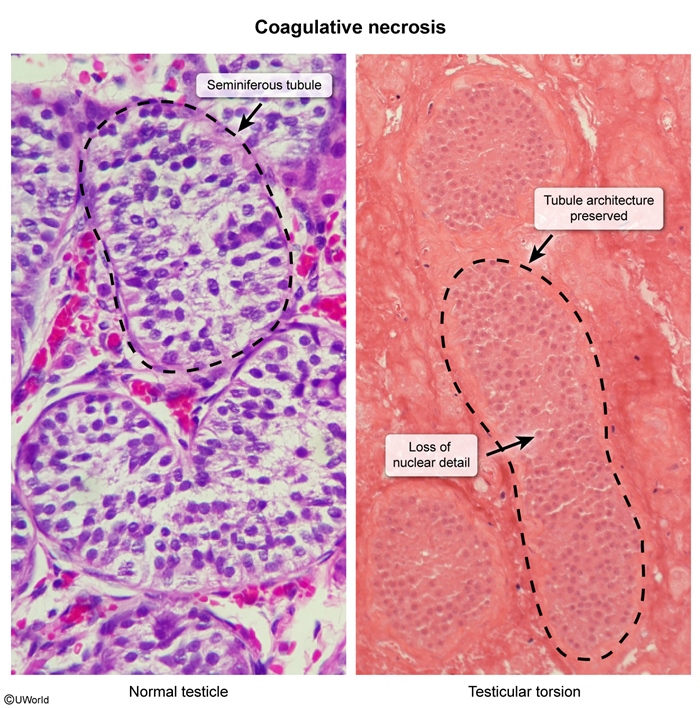 Coagulative necrosis
Seminiferous tubule
Tubule architecture
preserved
Loss of
nuclear detail
Normal testicle
Testicular torsion
©UWorld